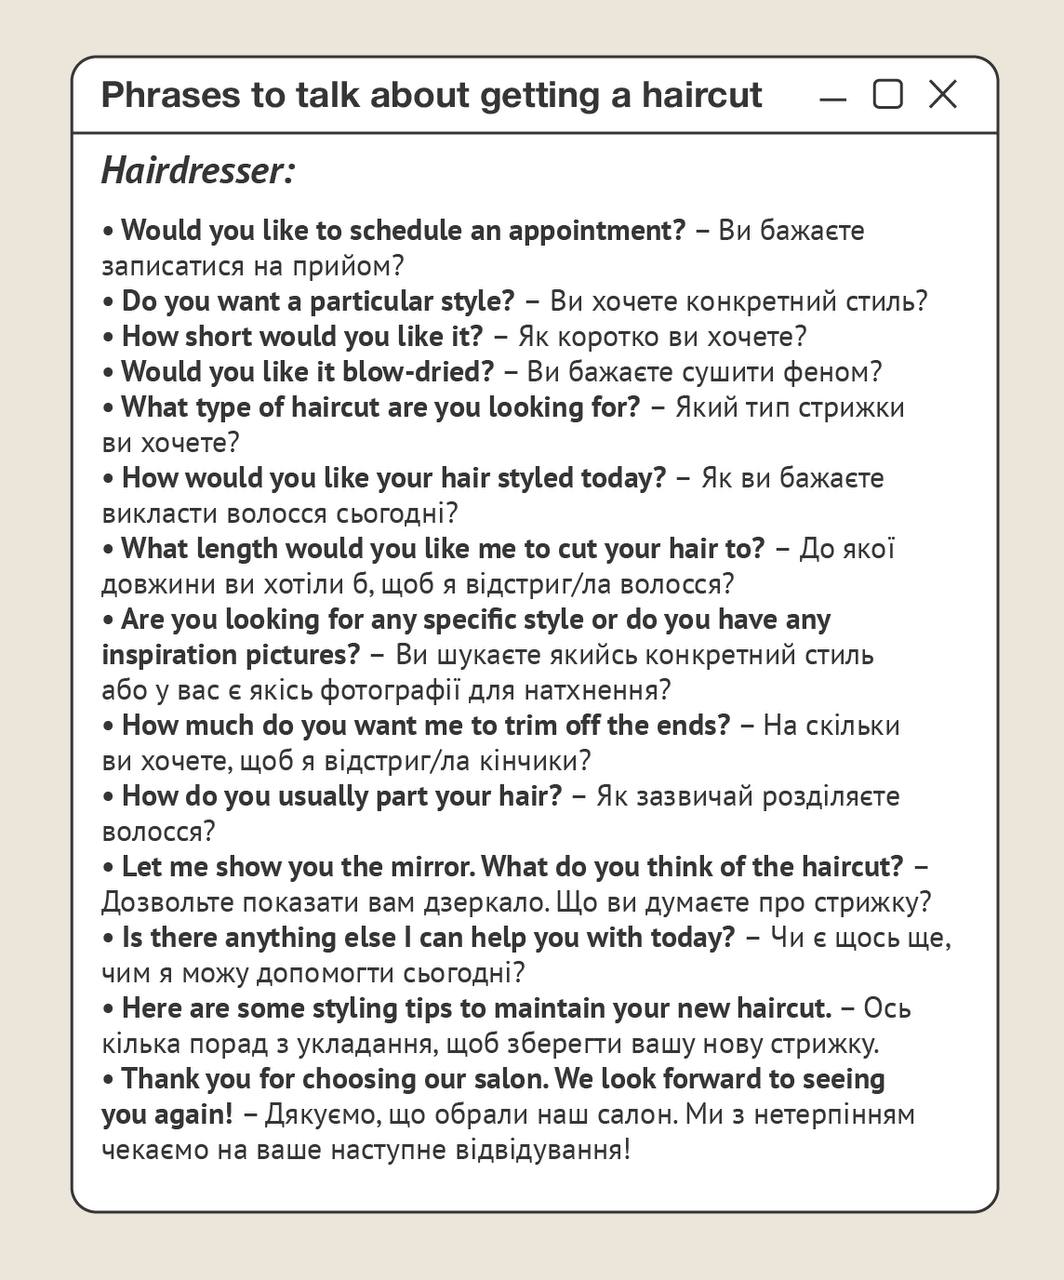 Phrases to talk about getting a haircut
Hairdresser:
• Would you like to schedule an appointment? – Ви бажаєте
записатися на прийом?
• Do you want a particular style? – Ви хочете конкретний стиль?
• How short would you like it? – Як коротко ви хочете?
• Would you like it blow-dried? – Ви бажаєте сушити феном?
• What type of haircut are you looking for? – Який тип стрижки
ви хочете?
• How would you like your hair styled today? – Як ви бажаєте
викласти волосся сьогодні?
• What length would you like me to cut your hair to? – До якої
довжини ви хотіли б, щоб я відстриг/ла волосся?
• Are you looking for any specific style or do you have any
inspiration pictures? – Ви шукаєте якийсь конкретний стиль
або у вас є якісь фотографії для натхнення?
• How much do you want me to trim off the ends? – На скільки
ви хочете, щоб я відстриг/ла кінчики?
• How do you usually part your hair? – Як зазвичай розділяєте
волосся?
• Let me show you the mirror. What do you think of the haircut? –
Дозвольте показати вам дзеркало. Що ви думаєте про стрижку?
• Is there anything else I can help you with today? – Чи є щось ще,
чим я можу допомогти сьогодні?
• Here are some styling tips to maintain your new haircut. – Ось
кілька порад з укладання, щоб зберегти вашу нову стрижку.
• Thank you for choosing our salon. We look forward to seeing
you again! – Дякуємо, що обрали наш салон. Ми з нетерпінням
чекаємо на ваше наступне відвідування!